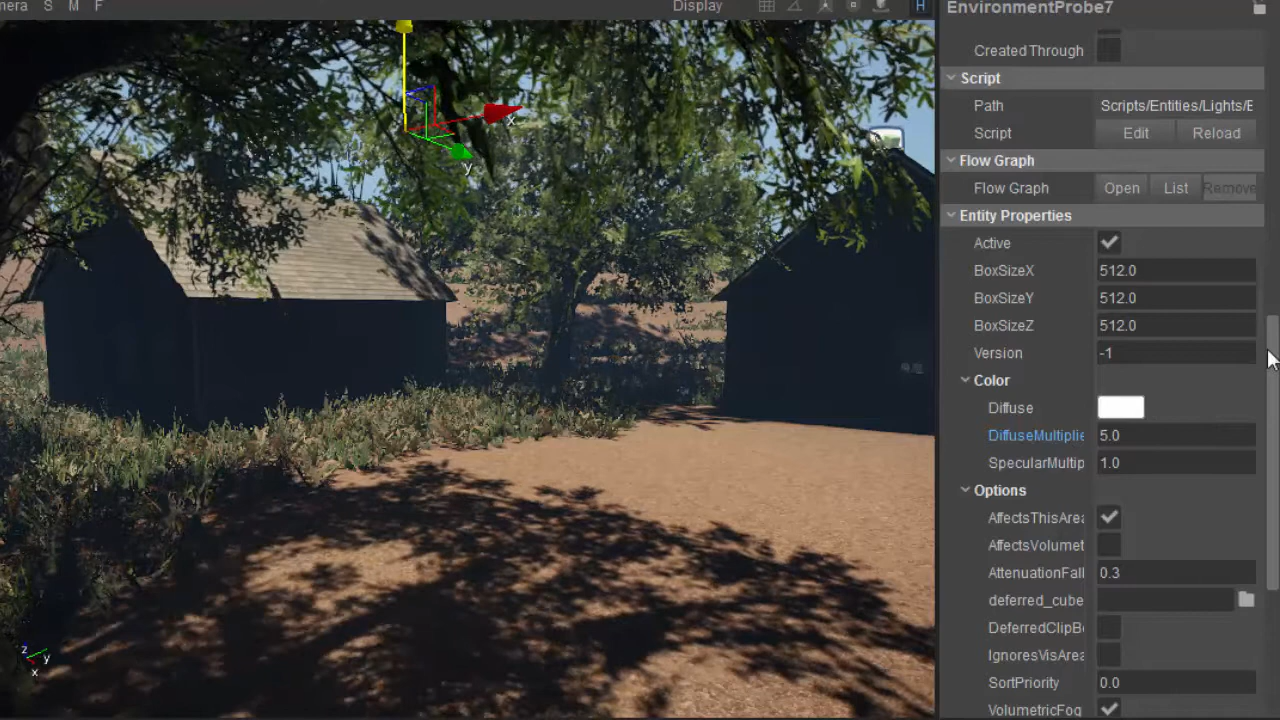 mera S M F
Display
H
EnvironmentProbe7
Created Through
Script
Path Scripts/Entities/Lights/E
Script Edit Reload
Flow Graph
Flow Graph Open List Remove
Entity Properties
Active
BoxSizeX 512.0
BoxSizeY 512.0
BoxSizeZ 512.0
Version -1
Color
Diffuse
DiffuseMultiplie 5.0
SpecularMultip 1.0
Options
AffectsThisArea
AffectsVolumet
AttenuationFall 0.3
deferred_cube
DeferredClipBo
IgnoresVisArea
SortPriority 0.0
VolumetricFog
x
y
z
y
x